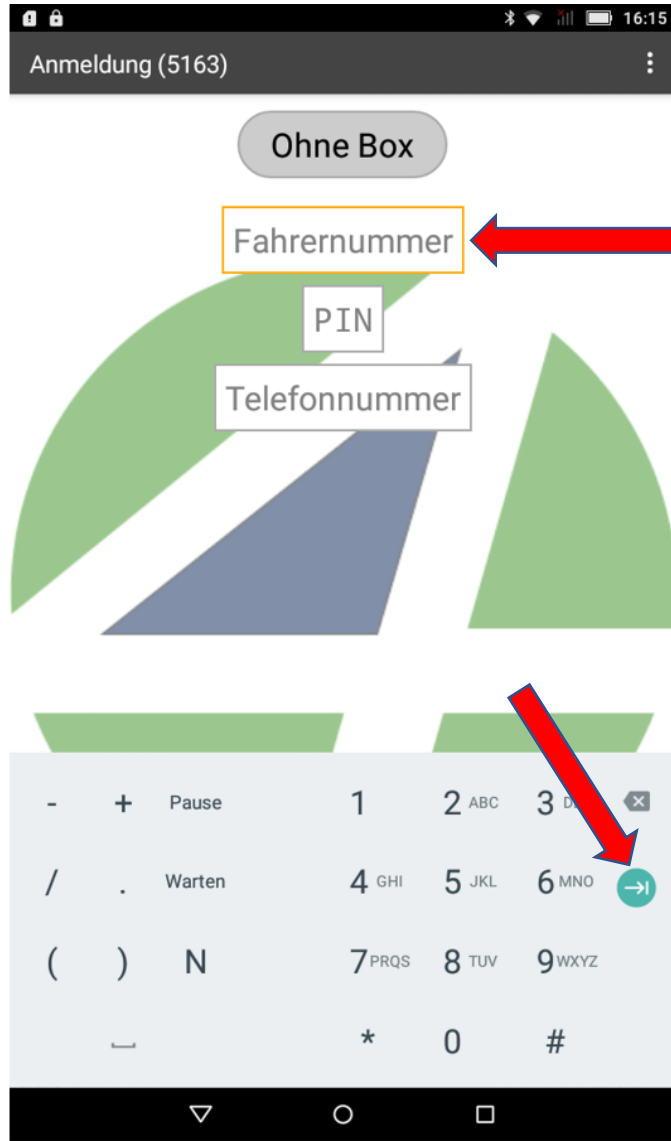 16:15
Anmeldung (5163)
Ohne Box
Fahrernummer
PIN
Telefonnummer
- + Pause 1 2 ABC 3
/ . Warten 4 GHI 5 JKL 6 MNO
( ) N 7 PRQS 8 TUV 9 WXYZ
* 0 #